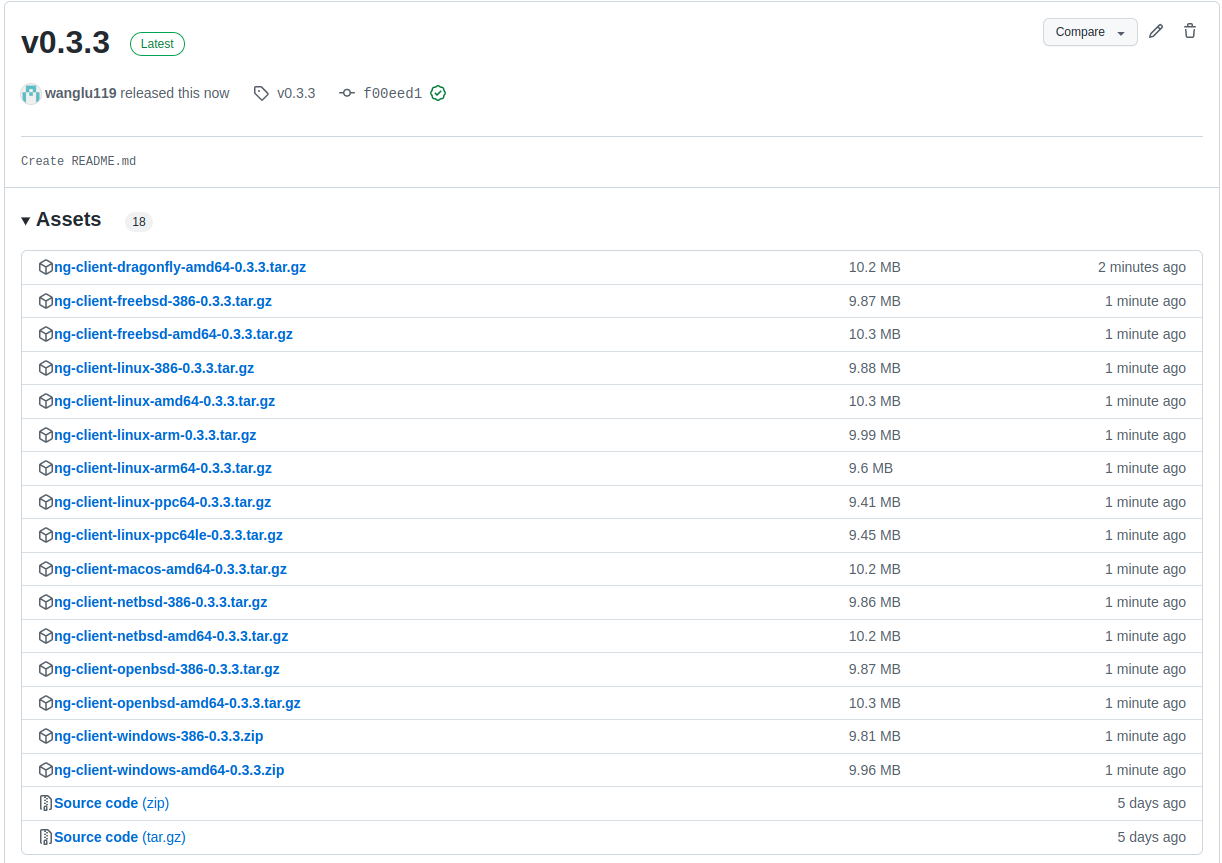 v0.3.3 Latest Compare
wanglu119 released this now v0.3.3 f00eed1
Create README.md
Assets 18
ng-client-dragonfly-amd64-0.3.3.tar.gz 10.2 MB 2 minutes ago
ng-client-freebsd-386-0.3.3.tar.gz 9.87 MB 1 minute ago
ng-client-freebsd-amd64-0.3.3.tar.gz 10.3 MB 1 minute ago
ng-client-linux-386-0.3.3.tar.gz 9.88 MB 1 minute ago
ng-client-linux-amd64-0.3.3.tar.gz 10.3 MB 1 minute ago
ng-client-linux-arm-0.3.3.tar.gz 9.99 MB 1 minute ago
ng-client-linux-arm64-0.3.3.tar.gz 9.6 MB 1 minute ago
ng-client-linux-ppc64-0.3.3.tar.gz 9.41 MB 1 minute ago
ng-client-linux-ppc64le-0.3.3.tar.gz 9.45 MB 1 minute ago
ng-client-macos-amd64-0.3.3.tar.gz 10.2 MB 1 minute ago
ng-client-netbsd-386-0.3.3.tar.gz 9.86 MB 1 minute ago
ng-client-netbsd-amd64-0.3.3.tar.gz 10.2 MB 1 minute ago
ng-client-openbsd-386-0.3.3.tar.gz 9.87 MB 1 minute ago
ng-client-openbsd-amd64-0.3.3.tar.gz 10.3 MB 1 minute ago
ng-client-windows-386-0.3.3.zip 9.81 MB 1 minute ago
ng-client-windows-amd64-0.3.3.zip 9.96 MB 1 minute ago
Source code (zip) 5 days ago
Source code (tar.gz) 5 days ago